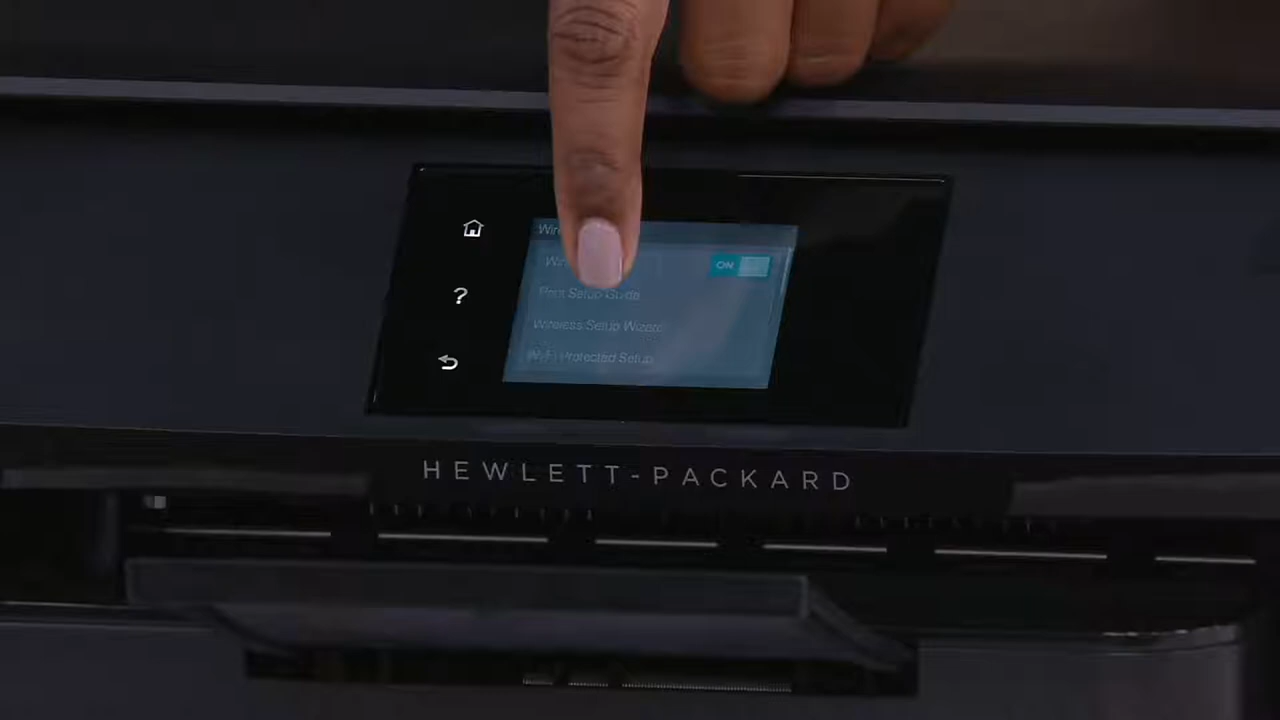 ON
Print Setup Guide
Wireless Setup Wizard
Wi-Fi Protected Setup
?
HEWLETT-PACKARD